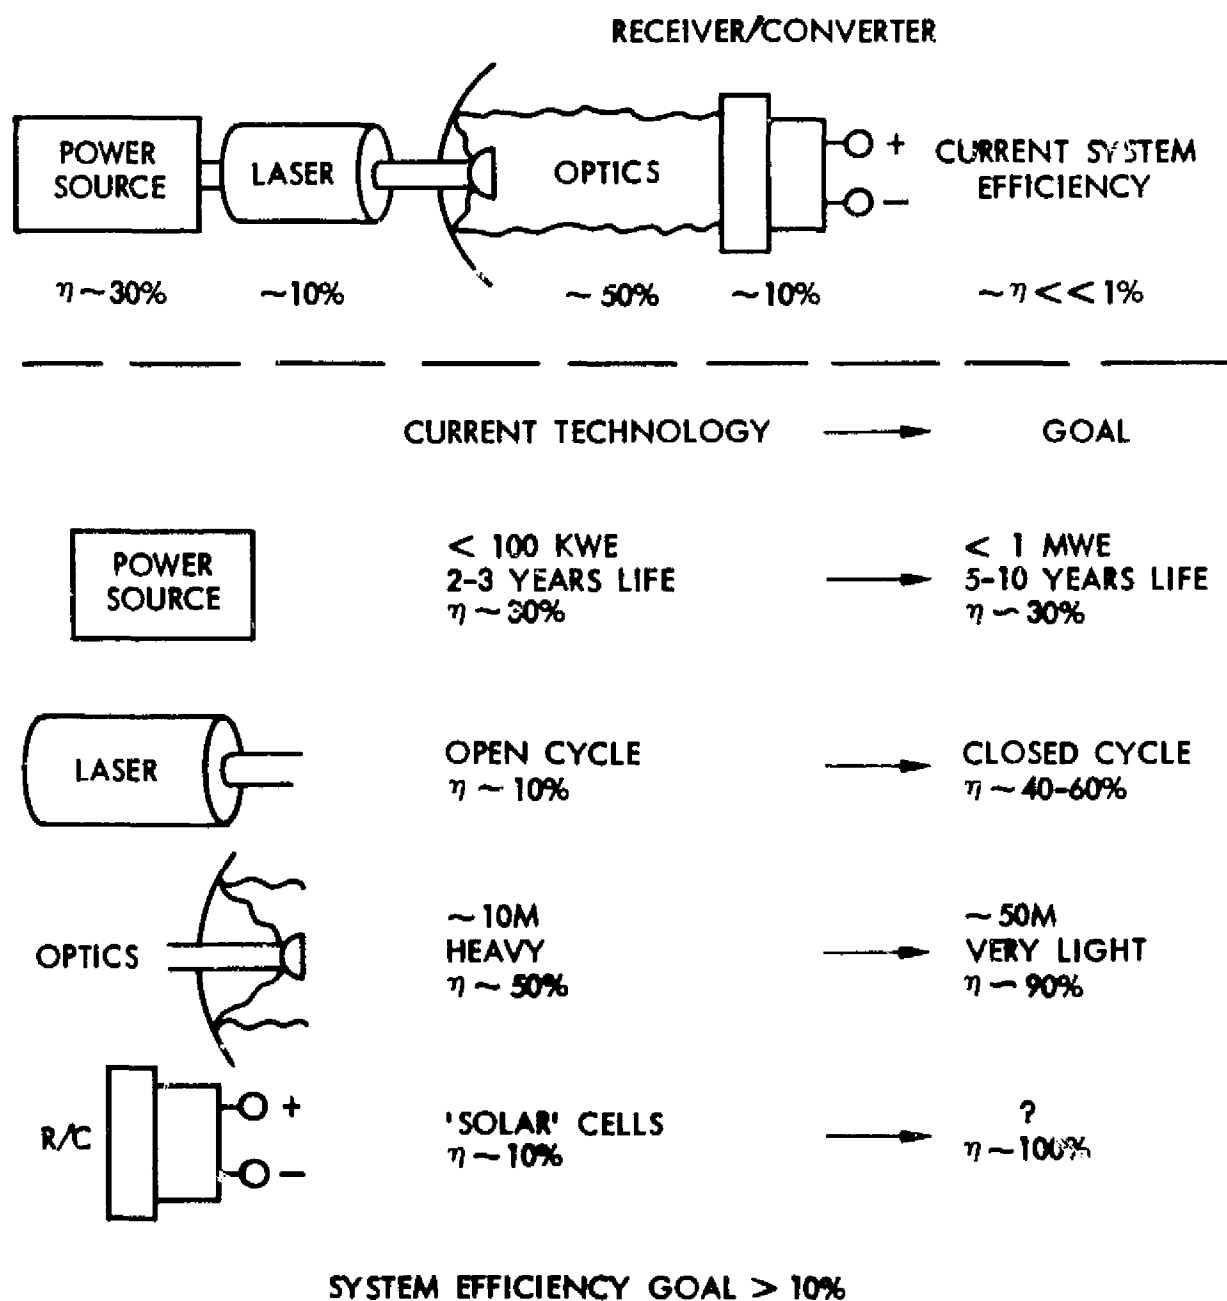 RECEIVER/CONVERTER
POWER
SOURCE
LASER
OPTICS
+
−
CURRENT SYSTEM
EFFICIENCY
η ~ 30%
~10%
~ 50%
~10%
~ η << 1%
CURRENT TECHNOLOGY
GOAL
POWER
SOURCE
< 100 KWE
2-3 YEARS LIFE
η ~ 30%
< 1 MWE
5-10 YEARS LIFE
η ~ 30%
LASER
OPEN CYCLE
η ~ 10%
CLOSED CYCLE
η ~ 40-60%
OPTICS
~ 10M
HEAVY
η ~ 50%
~ 50M
VERY LIGHT
η ~ 90%
R/C
+
−
'SOLAR' CELLS
η ~ 10%
?
η ~ 100%
SYSTEM EFFICIENCY GOAL > 10%